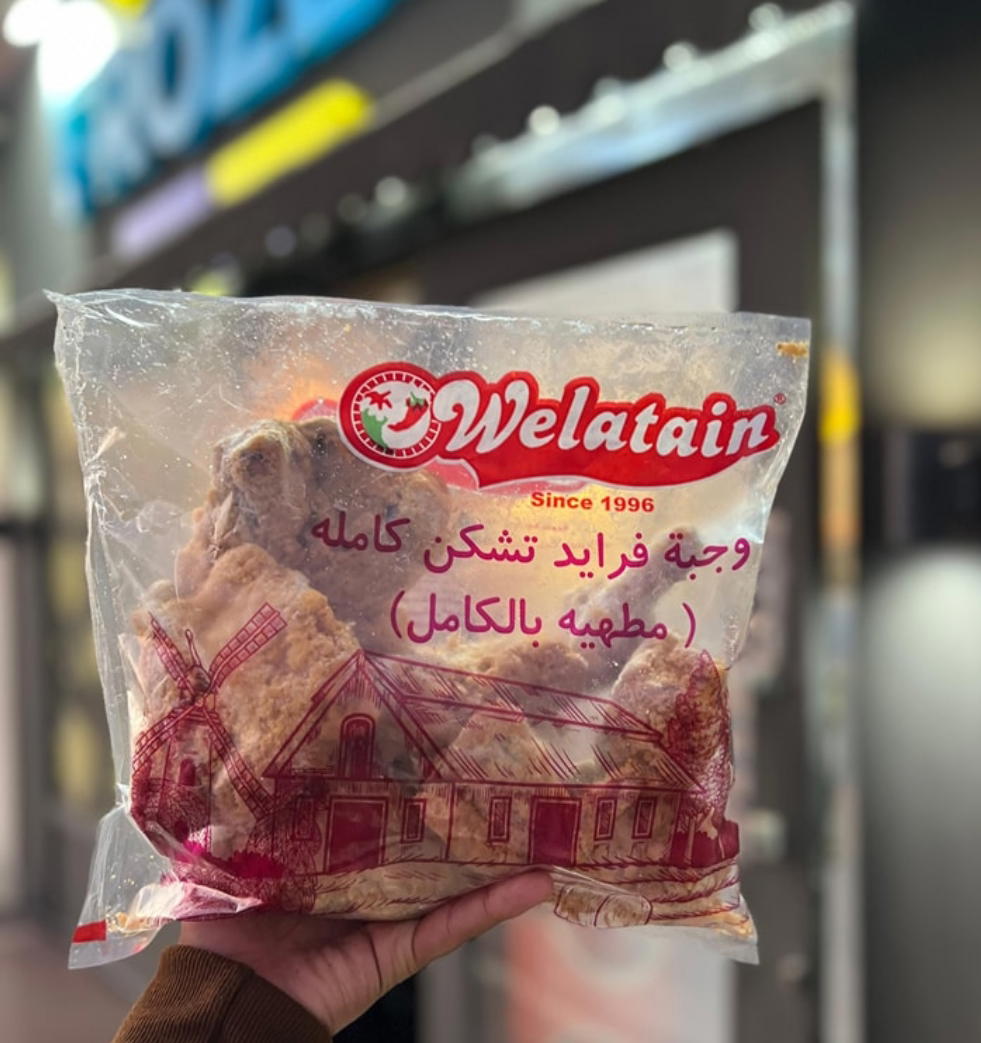 Welatain®
Since 1996
وجبة فرايد تشكن كامله
( مطهيه بالكامل)